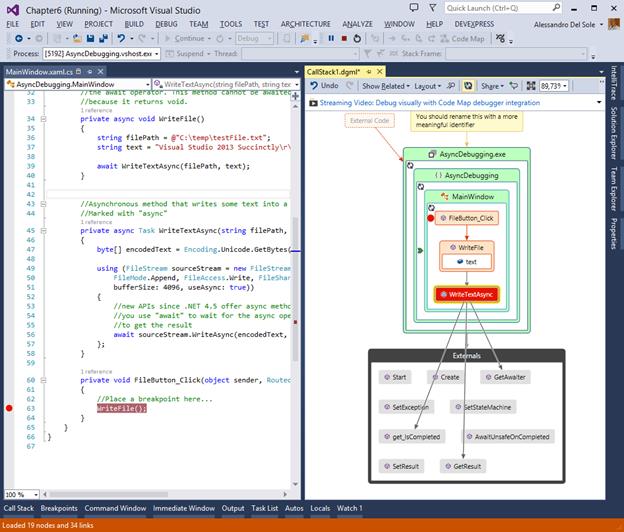 Chapter6 (Running) - Microsoft Visual Studio
Quick Launch (Ctrl+Q)
FILE EDIT VIEW PROJECT BUILD DEBUG TEAM TOOLS TEST ARCHITECTURE ANALYZE WINDOW HELP DEVEXPRESS
Alessandro Del Sole
Continue
Debug
Code Map
Process: [5192] AsyncDebugging.vshost.exe
Suspend
Thread:
Stack Frame:
MainWindow.xaml.cs
AsyncDebugging.MainWindow
WriteTextAsync(string filePath, string text
32 //the await operator. This method cannot be awaited
33 //because it returns void.
1 reference
34 private async void WriteFile()
35 {
36 string filePath = @"C:\temp\testFile.txt";
37 string text = "Visual Studio 2013 Succinctly\r\
38
39 await WriteTextAsync(filePath, text);
40 }
41
42
43 //Asynchronous method that writes some text into a
44 //Marked with "async"
1 reference
45 private async Task WriteTextAsync(string filePath,
46 {
47 byte[] encodedText = Encoding.Unicode.GetBytes(
48
49 using (FileStream sourceStream = new FileStream
50 FileMode.Append, FileAccess.Write, FileShar
51 bufferSize: 4096, useAsync: true))
52 {
53 //new APIs since .NET 4.5 offer async metho
54 //you use "await" to wait for the async ope
55 //to get the result
56 await sourceStream.WriteAsync(encodedText,
57 };
58 }
59
1 reference
60 private void FileButton_Click(object sender, Routed
61 {
62 //Place a breakpoint here...
63 WriteFile();
64 }
65 }
66 }
67
100 %
CallStack1.dgml*
Undo Show Related Layout Share 89,739
Streaming Video: Debug visually with Code Map debugger integration
External Code
You should rename this with a more
meaningful identifier
AsyncDebugging.exe
AsyncDebugging
MainWindow
FileButton_Click
WriteFile
text
WriteTextAsync
Externals
Start Create GetAwaiter
SetException SetStateMachine
get_IsCompleted AwaitUnsafeOnCompleted
SetResult GetResult
IntelliTrace
Solution Explorer
Team Explorer
Properties
Call Stack Breakpoints Command Window Immediate Window Output Task List Autos Locals Watch 1
Loaded 19 nodes and 34 links